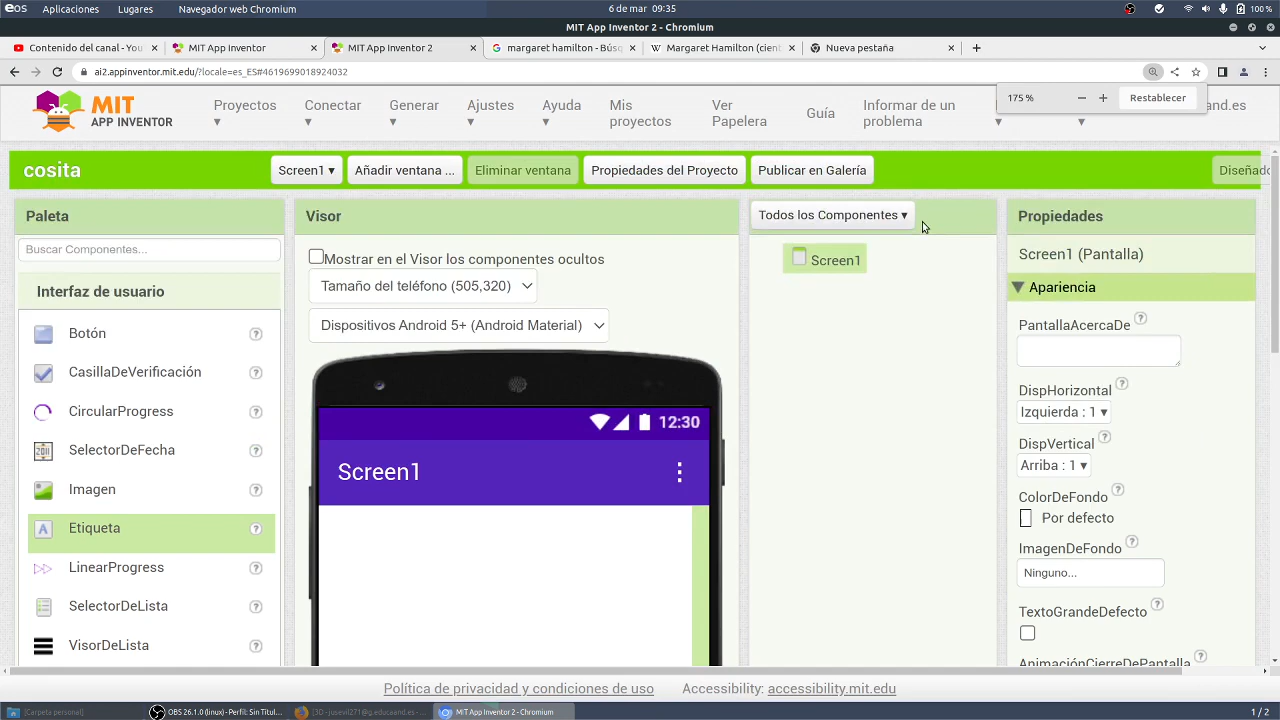 OS Aplicaciones Lugares Navegador web Chromium 6 de mar 09:35 100 %
MIT App Inventor 2 - Chromium
Contenido del canal - You MIT App Inventor MIT App Inventor 2 margaret hamilton - Búsq Margaret Hamilton (cient Nueva pestaña
ai2.appinventor.mit.edu/?locale=es_ES#4619699018924032
175 % Restablecer
MIT
APP INVENTOR
Proyectos Conectar Generar Ajustes Ayuda Mis proyectos Ver Papelera Guía Informar de un problema and.es
cosita Screen1 ▾ Añadir ventana ... Eliminar ventana Propiedades del Proyecto Publicar en Galería Diseñado
Paleta
Buscar Componentes...
Interfaz de usuario
Botón
CasillaDeVerificación
CircularProgress
SelectorDeFecha
Imagen
A Etiqueta
LinearProgress
SelectorDeLista
VisorDeLista
Visor
Mostrar en el Visor los componentes ocultos
Tamaño del teléfono (505,320)
Dispositivos Android 5+ (Android Material)
12:30
Screen1
Todos los Componentes ▾
Screen1
Propiedades
Screen1 (Pantalla)
Apariencia
PantallaAcercaDe
DispHorizontal
Izquierda : 1 ▾
DispVertical
Arriba : 1 ▾
ColorDeFondo
Por defecto
ImagenDeFondo
Ninguno...
TextoGrandeDefecto
AnimaciónCierreDePantalla
Política de privacidad y condiciones de uso Accessibility: accessibility.mit.edu
[Carpeta personal] OBS 26.1.0 (linux) - Perfil: Sin Títul... MIT App Inventor 2 - Chromium 1 / 2